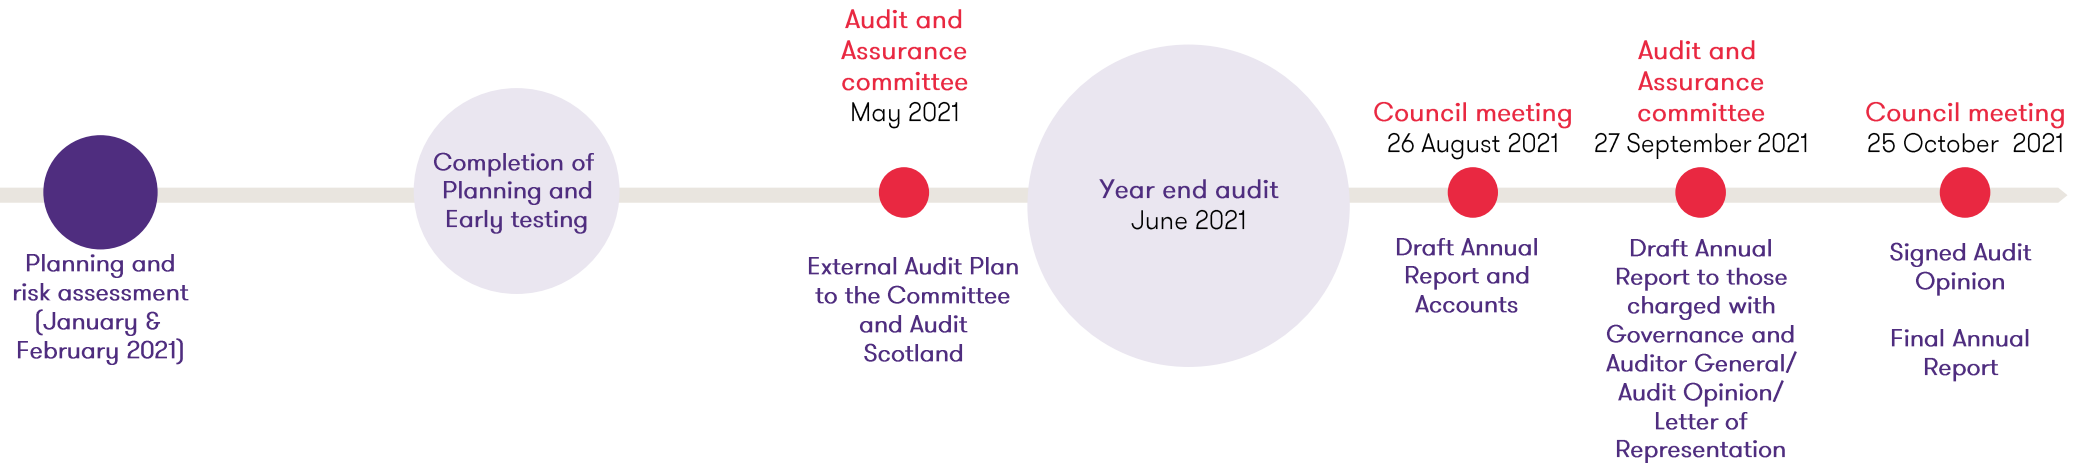 Planning and
risk assessment
(January &
February 2021)
Completion of
Planning and
Early testing
Audit and
Assurance
committee
May 2021
External Audit Plan
to the Committee
and Audit
Scotland
Year end audit
June 2021
Council meeting
26 August 2021
Draft Annual
Report and
Accounts
Audit and
Assurance
committee
27 September 2021
Draft Annual
Report to those
charged with
Governance and
Auditor General/
Audit Opinion/
Letter of
Representation
Council meeting
25 October 2021
Signed Audit
Opinion
Final Annual
Report